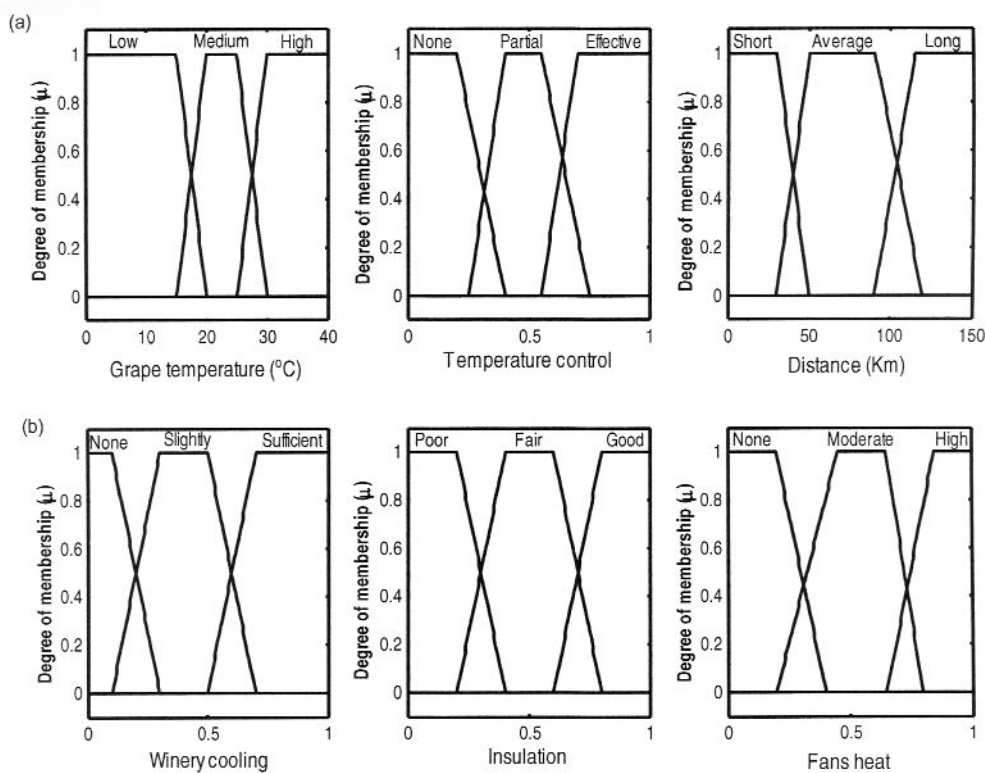 (a)
Low Medium High
1
0.8
0.6
0.4
0.2
0
0 10 20 30 40
Degree of membership (μ)
Grape temperature (°C)
None Partial Effective
1
0.8
0.6
0.4
0.2
0
0 0.5 1
Degree of membership (μ)
Temperature control
Short Average Long
1
0.8
0.6
0.4
0.2
0
0 50 100 150
Degree of membership (μ)
Distance (Km)
(b)
None Slightly Sufficient
1
0.8
0.6
0.4
0.2
0
0 0.5 1
Degree of membership (μ)
Winery cooling
Poor Fair Good
1
0.8
0.6
0.4
0.2
0
0 0.5 1
Degree of membership (μ)
Insulation
None Moderate High
1
0.8
0.6
0.4
0.2
0
0 0.5 1
Degree of membership (μ)
Fans heat